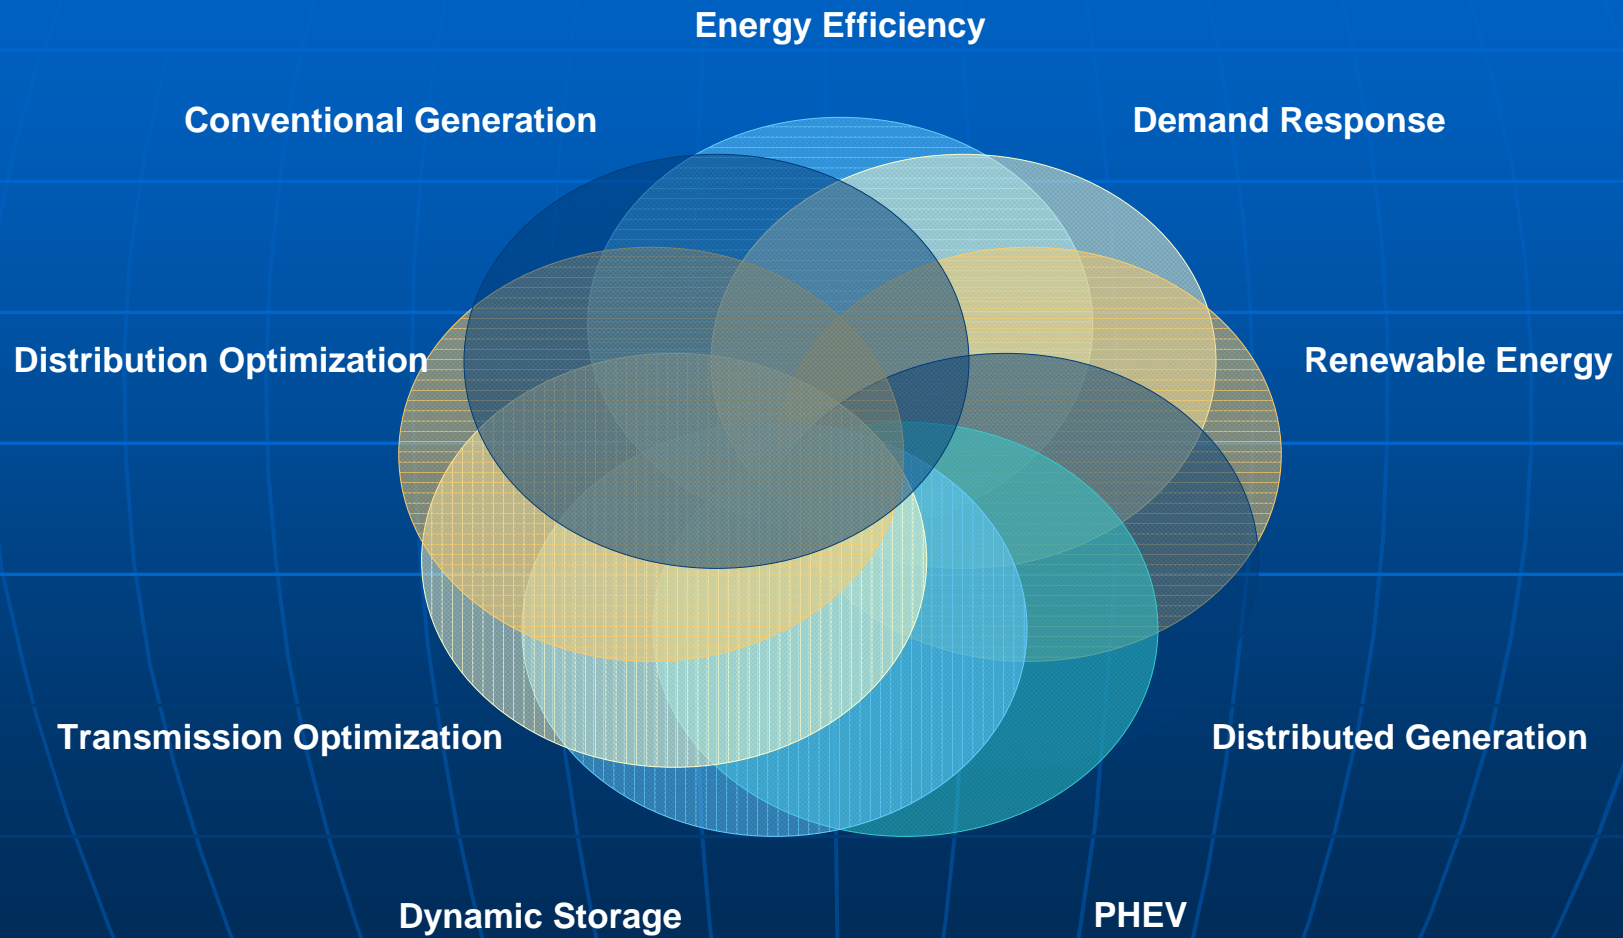 Energy Efficiency
Conventional Generation
Demand Response
Distribution Optimization
Renewable Energy
Transmission Optimization
Distributed Generation
Dynamic Storage
PHEV